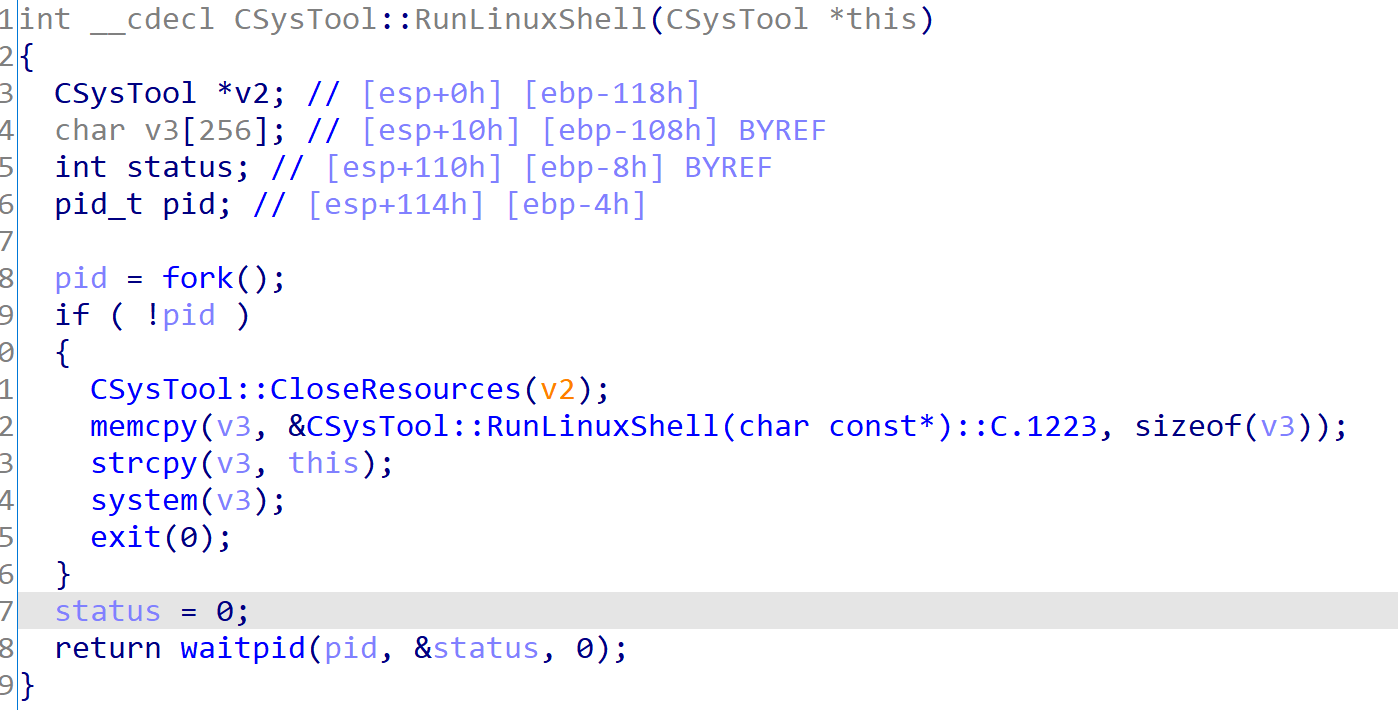 1int __cdecl CSysTool::RunLinuxShell(CSysTool *this)
2{
3  CSysTool *v2; // [esp+0h] [ebp-118h]
4  char v3[256]; // [esp+10h] [ebp-108h] BYREF
5  int status; // [esp+110h] [ebp-8h] BYREF
6  pid_t pid; // [esp+114h] [ebp-4h]
7
8  pid = fork();
9  if ( !pid )
0  {
1    CSysTool::CloseResources(v2);
2    memcpy(v3, &CSysTool::RunLinuxShell(char const*)::C.1223, sizeof(v3));
3    strcpy(v3, this);
4    system(v3);
5    exit(0);
6  }
7  status = 0;
8  return waitpid(pid, &status, 0);
9}